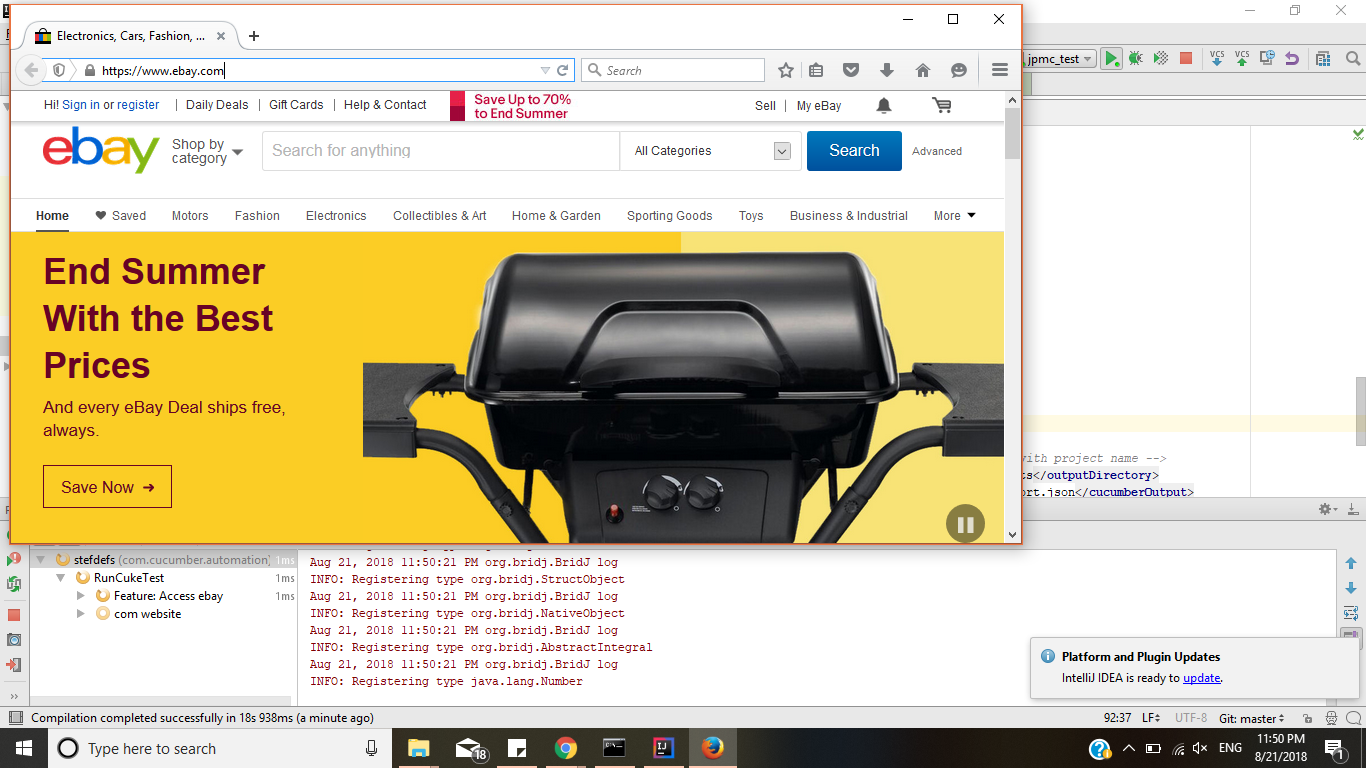 Electronics, Cars, Fashion, ...
https://www.ebay.com
Search
jpmc_test
VCS VCS
Hi! Sign in or register | Daily Deals | Gift Cards | Help & Contact
Save Up to 70%
to End Summer
Sell | My eBay
ebay
Shop by
category
Search for anything
All Categories
Search
Advanced
Home Saved Motors Fashion Electronics Collectibles & Art Home & Garden Sporting Goods Toys Business & Industrial More
End Summer
With the Best
Prices
And every eBay Deal ships free,
always.
Save Now →
with project name -->
ts</outputDirectory>
ort.json</cucumberOutput>
stefdefs (com.cucumber.automation) 1ms
RunCukeTest 1ms
Feature: Access ebay 1ms
com website
Aug 21, 2018 11:50:21 PM org.bridj.BridJ log
INFO: Registering type org.bridj.StructObject
Aug 21, 2018 11:50:21 PM org.bridj.BridJ log
INFO: Registering type org.bridj.NativeObject
Aug 21, 2018 11:50:21 PM org.bridj.BridJ log
INFO: Registering type org.bridj.AbstractIntegral
Aug 21, 2018 11:50:21 PM org.bridj.BridJ log
INFO: Registering type java.lang.Number
Platform and Plugin Updates
IntelliJ IDEA is ready to update.
Compilation completed successfully in 18s 938ms (a minute ago)
92:37 LF UTF-8 Git: master
Type here to search
18
IJ
ENG
11:50 PM
8/21/2018
1